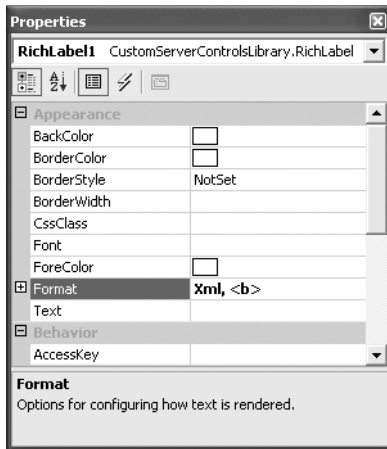 Properties
RichLabel1 CustomServerControlsLibrary.RichLabel
Appearance
BackColor
BorderColor
BorderStyle NotSet
BorderWidth
CssClass
Font
ForeColor
Format Xml, <b>
Text
Behavior
AccessKey
Format
Options for configuring how text is rendered.